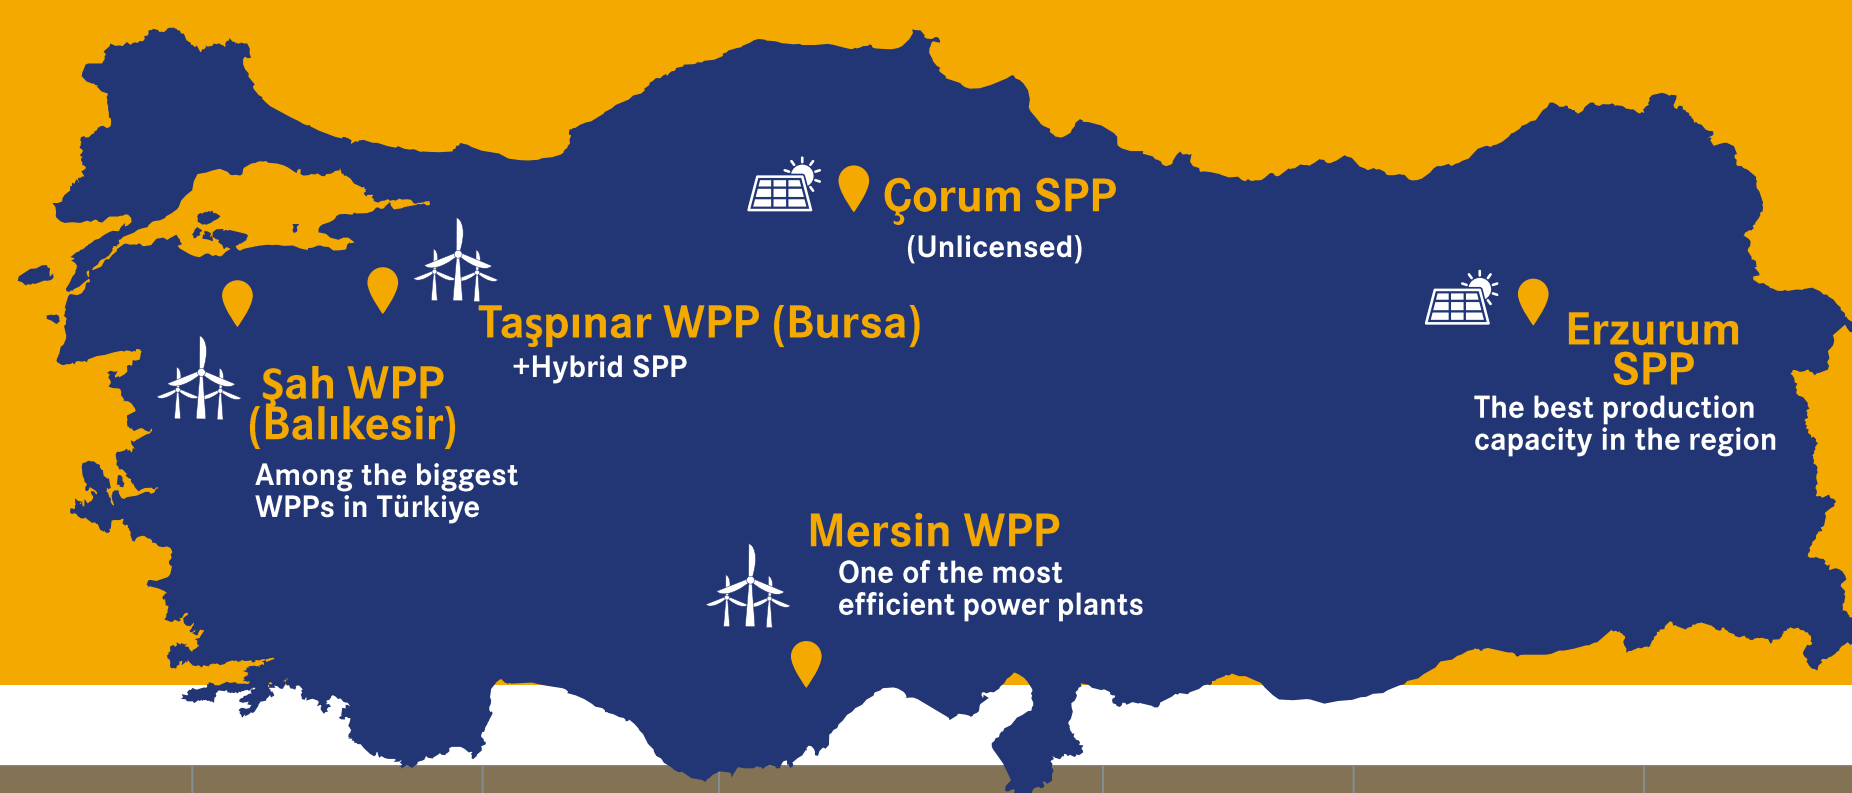 Çorum SPP
(Unlicensed)
Taşpınar WPP (Bursa)
+Hybrid SPP
Erzurum
SPP
The best production
capacity in the region
Şah WPP
(Balıkesir)
Among the biggest
WPPs in Türkiye
Mersin WPP
One of the most
efficient power plants